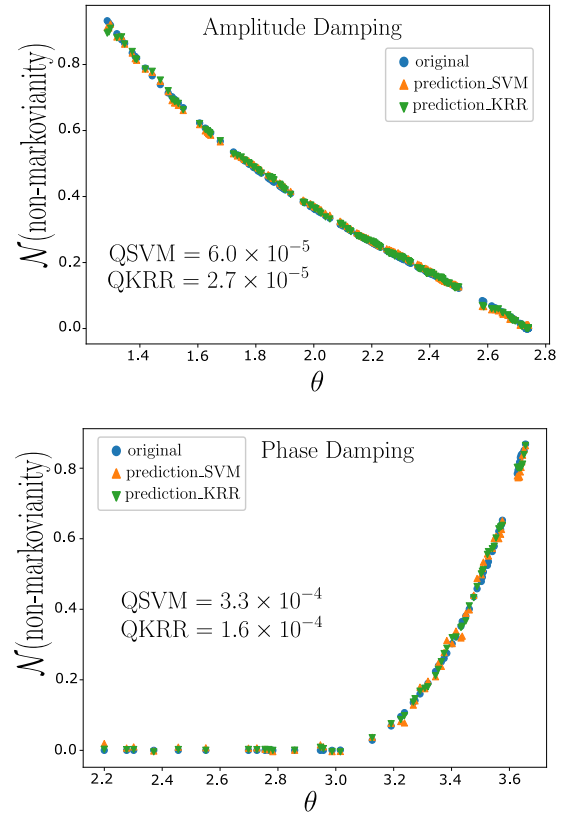 Amplitude Damping
original
prediction_SVM
prediction_KRR
QSVM = 6.0 × 10⁻⁵
QKRR = 2.7 × 10⁻⁵
𝒩(non-markovianity)
0.8
0.6
0.4
0.2
0.0
1.4 1.6 1.8 2.0 2.2 2.4 2.6 2.8
θ
Phase Damping
original
prediction_SVM
prediction_KRR
QSVM = 3.3 × 10⁻⁴
QKRR = 1.6 × 10⁻⁴
𝒩(non-markovianity)
0.8
0.6
0.4
0.2
0.0
2.2 2.4 2.6 2.8 3.0 3.2 3.4 3.6
θ